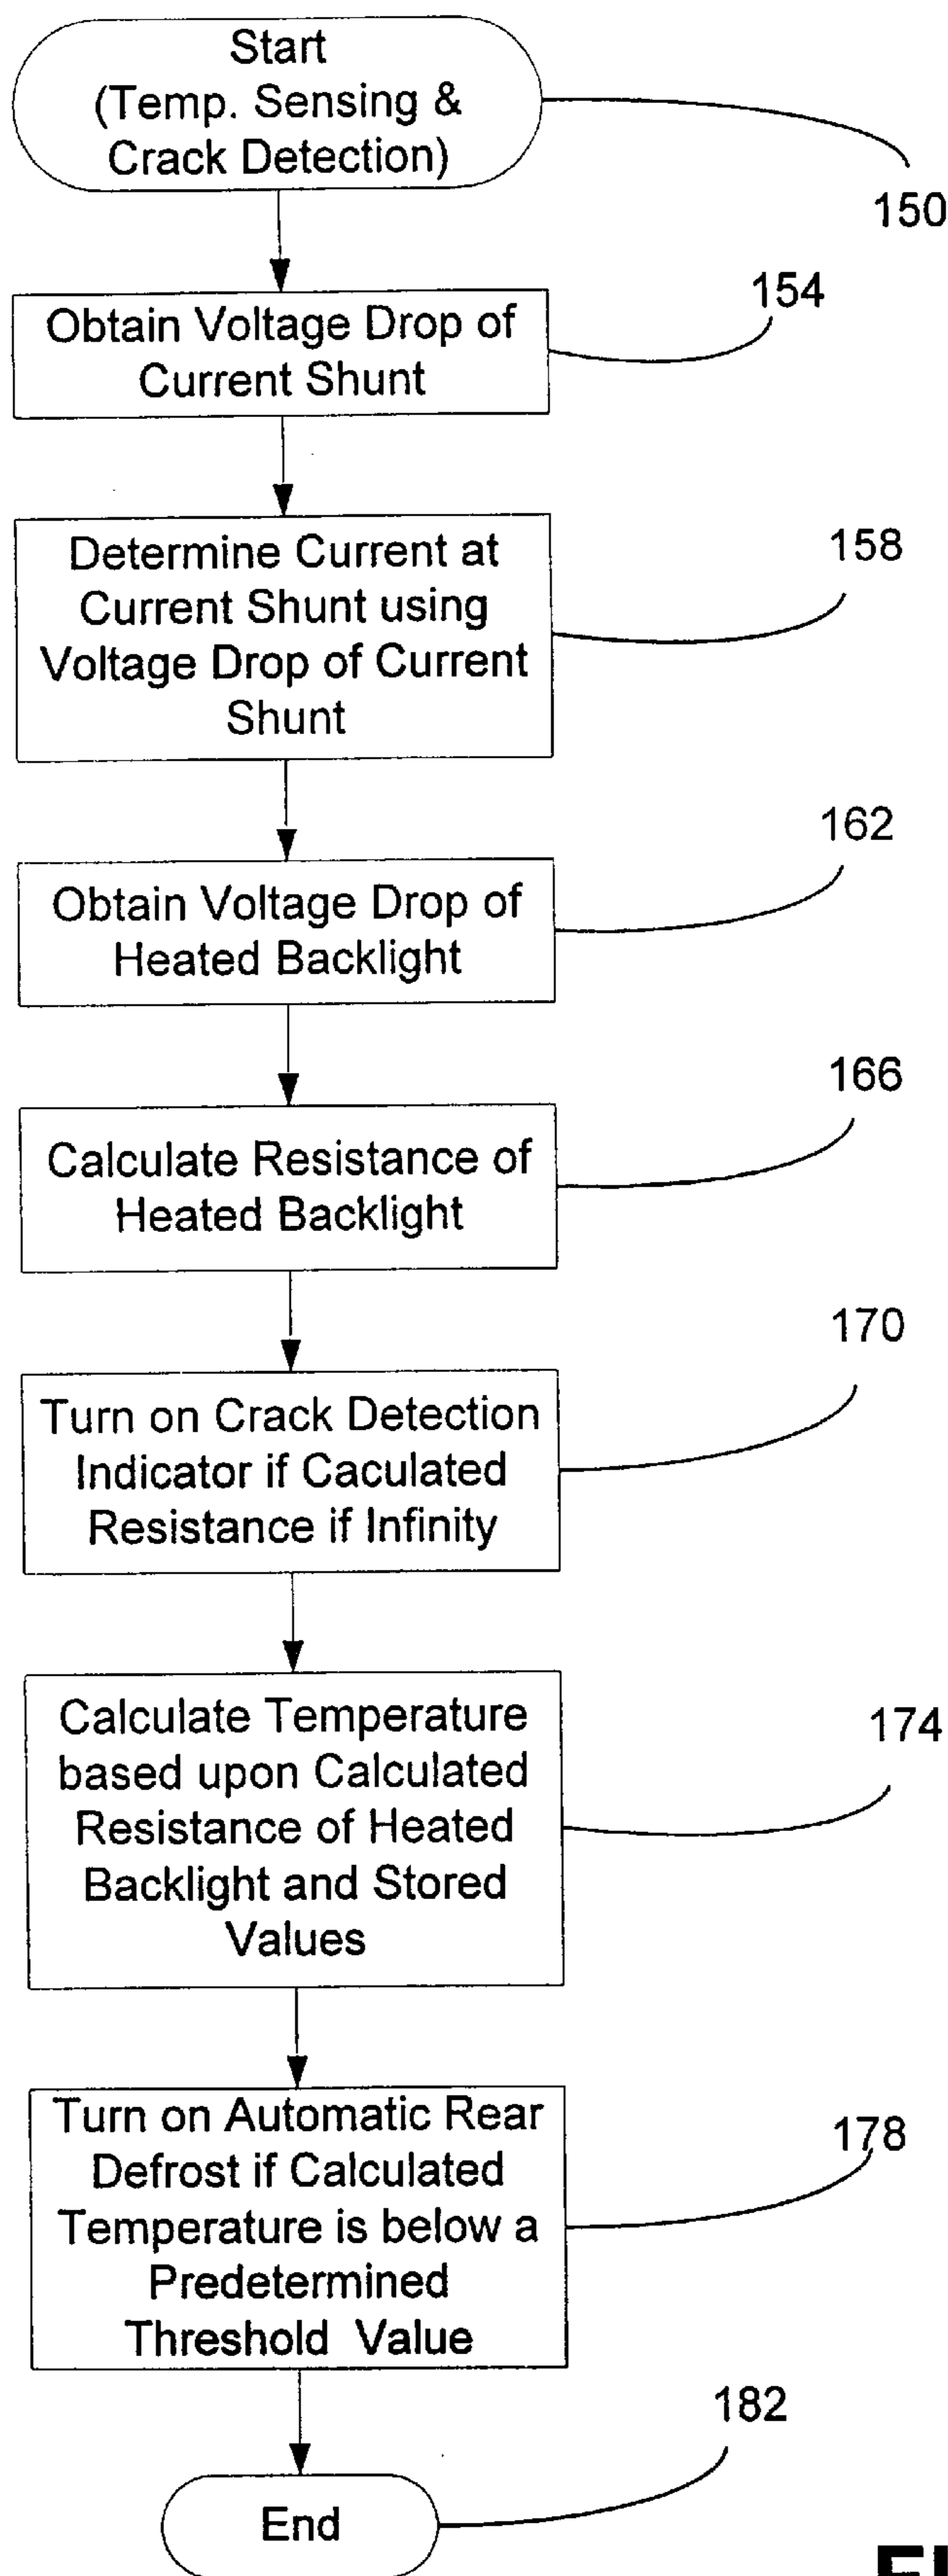 Start
(Temp. Sensing &
Crack Detection)
150
154
Obtain Voltage Drop of
Current Shunt
158
Determine Current at
Current Shunt using
Voltage Drop of Current
Shunt
162
Obtain Voltage Drop of
Heated Backlight
166
Calculate Resistance of
Heated Backlight
170
Turn on Crack Detection
Indicator if Caculated
Resistance if Infinity
174
Calculate Temperature
based upon Calculated
Resistance of Heated
Backlight and Stored
Values
178
Turn on Automatic Rear
Defrost if Calculated
Temperature is below a
Predetermined
Threshold Value
182
End